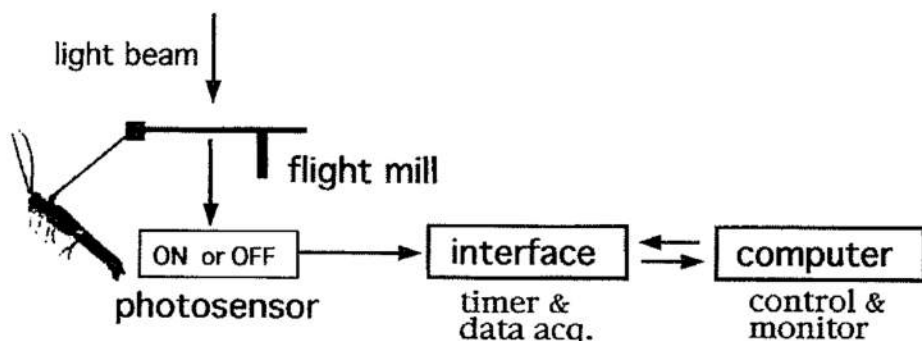 light beam
flight mill
ON or OFF
photosensor
interface
timer &
data acq.
computer
control &
monitor